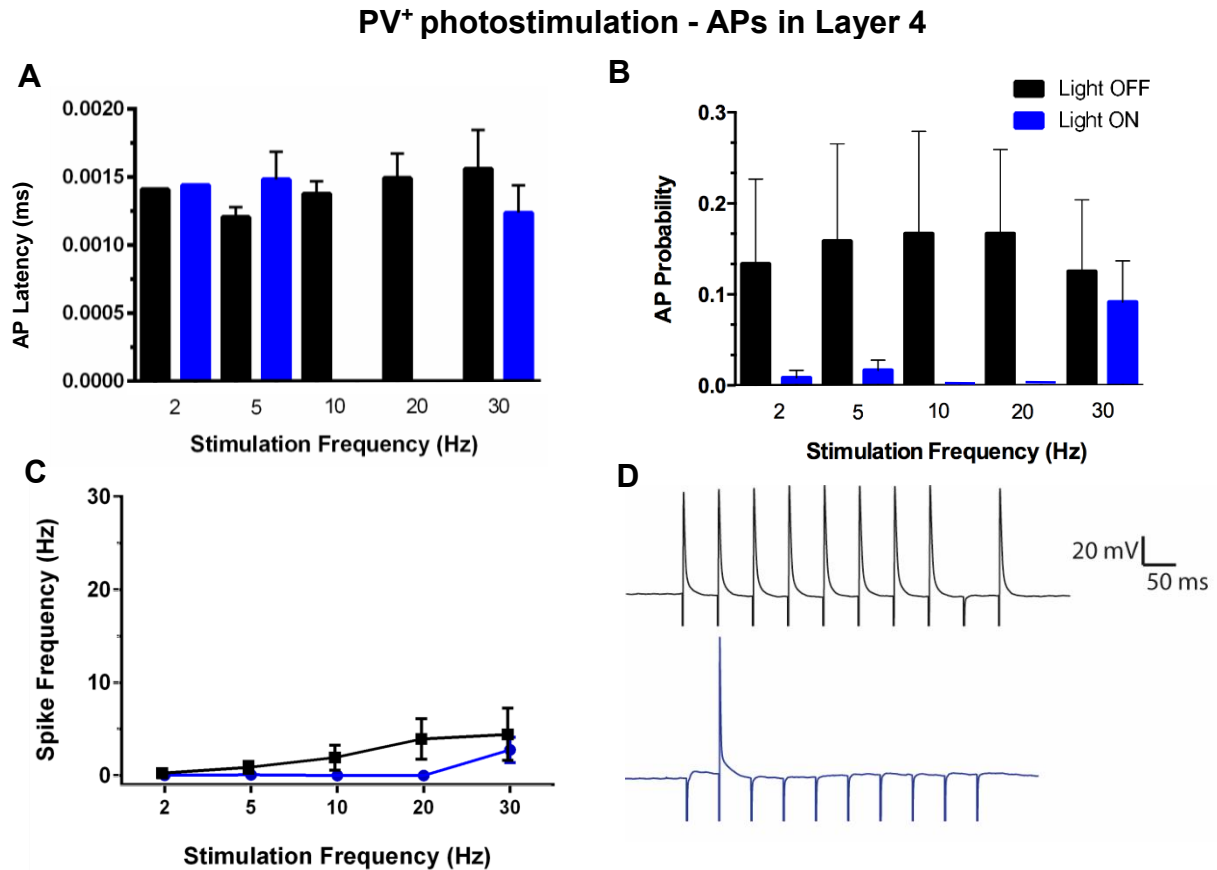 PV⁺ photostimulation - APs in Layer 4
A
0.0020
0.0015
0.0010
0.0005
0.0000
AP Latency (ms)
2 5 10 20 30
Stimulation Frequency (Hz)
B
Light OFF
Light ON
0.3
0.2
0.1
0.0
AP Probability
2 5 10 20 30
Stimulation Frequency (Hz)
C
30
20
10
0
Spike Frequency (Hz)
2 5 10 20 30
Stimulation Frequency (Hz)
D
20 mV
50 ms